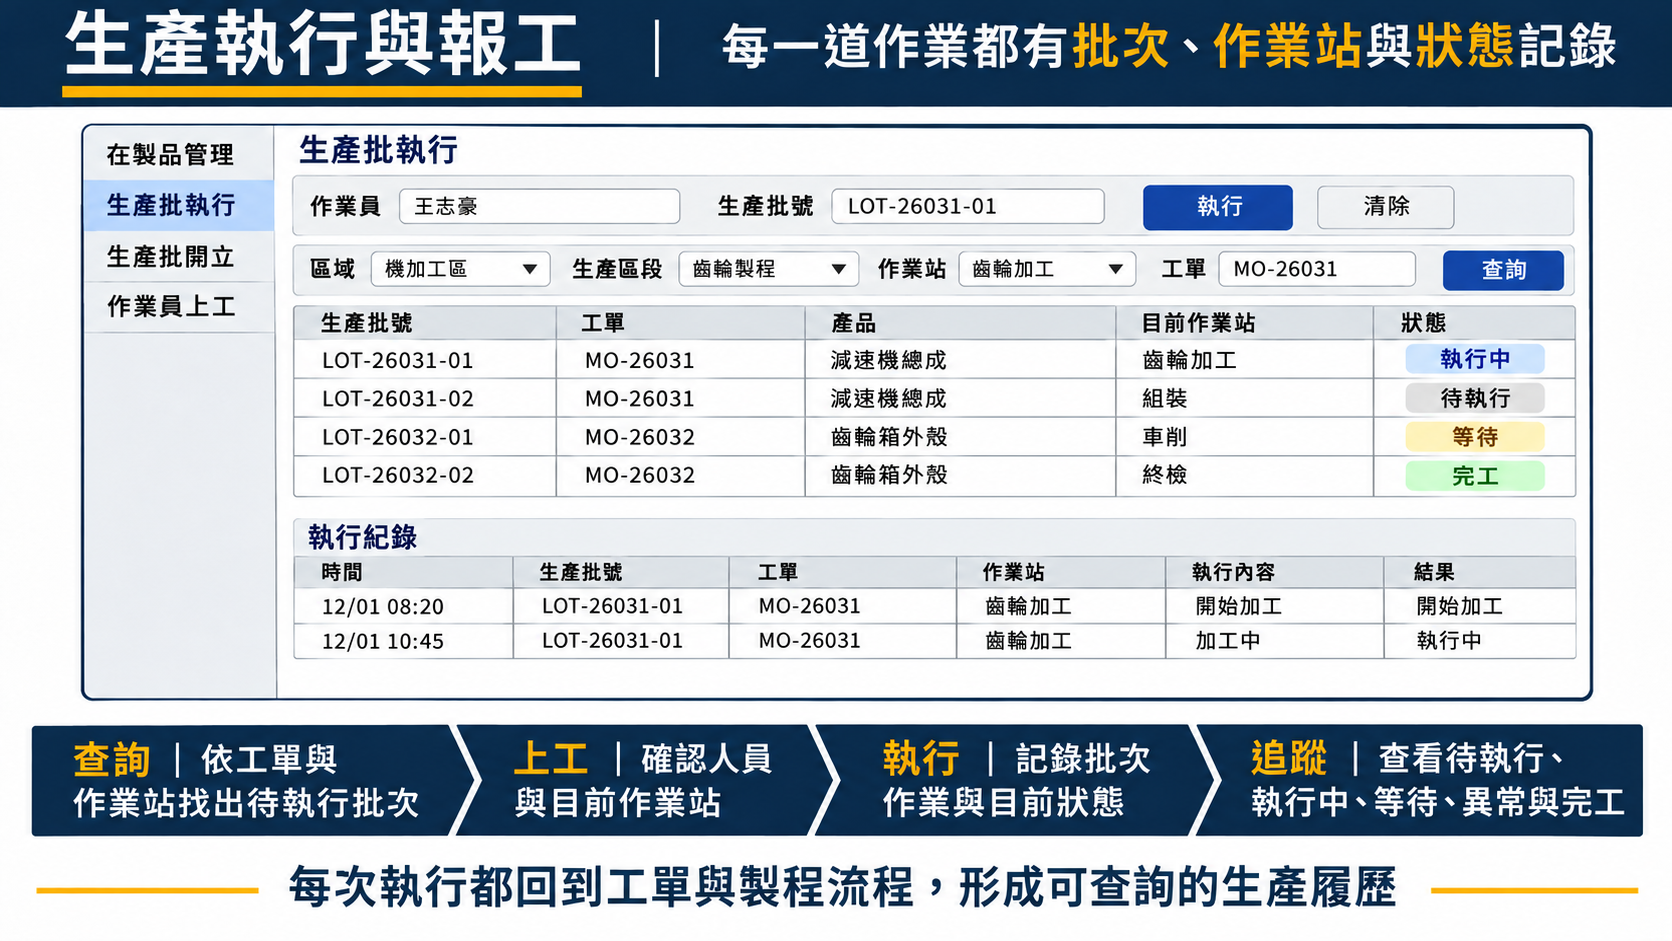 生產執行與報工 | 每一道作業都有批次、作業站與狀態記錄
在製品管理
生產批執行
生產批開立
作業員上工
生產批執行
作業員 王志豪 生產批號 LOT-26031-01 執行 清除
區域 機加工區 ▼ 生產區段 齒輪製程 ▼ 作業站 齒輪加工 ▼ 工單 MO-26031 查詢
生產批號 工單 產品 目前作業站 狀態
LOT-26031-01 MO-26031 減速機總成 齒輪加工 執行中
LOT-26031-02 MO-26031 減速機總成 組裝 待執行
LOT-26032-01 MO-26032 齒輪箱外殼 車削 等待
LOT-26032-02 MO-26032 齒輪箱外殼 終檢 完工
執行紀錄
時間 生產批號 工單 作業站 執行內容 結果
12/01 08:20 LOT-26031-01 MO-26031 齒輪加工 開始加工 開始加工
12/01 10:45 LOT-26031-01 MO-26031 齒輪加工 加工中 執行中
查詢 | 依工單與
作業站找出待執行批次
上工 | 確認人員
與目前作業站
執行 | 記錄批次
作業與目前狀態
追蹤 | 查看待執行、
執行中、等待、異常與完工
每次執行都回到工單與製程流程，形成可查詢的生產履歷